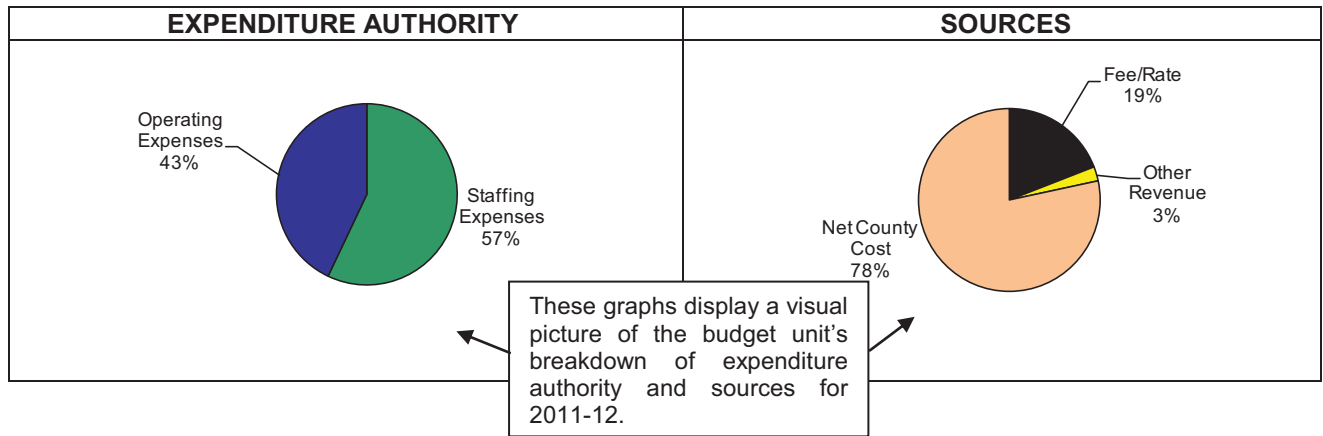 EXPENDITURE AUTHORITY
Operating
Expenses
43%
Staffing
Expenses
57%
SOURCES
Fee/Rate
19%
Other
Revenue
3%
Net County
Cost
78%
These graphs display a visual
picture of the budget unit's
breakdown of expenditure
authority and sources for
2011-12.